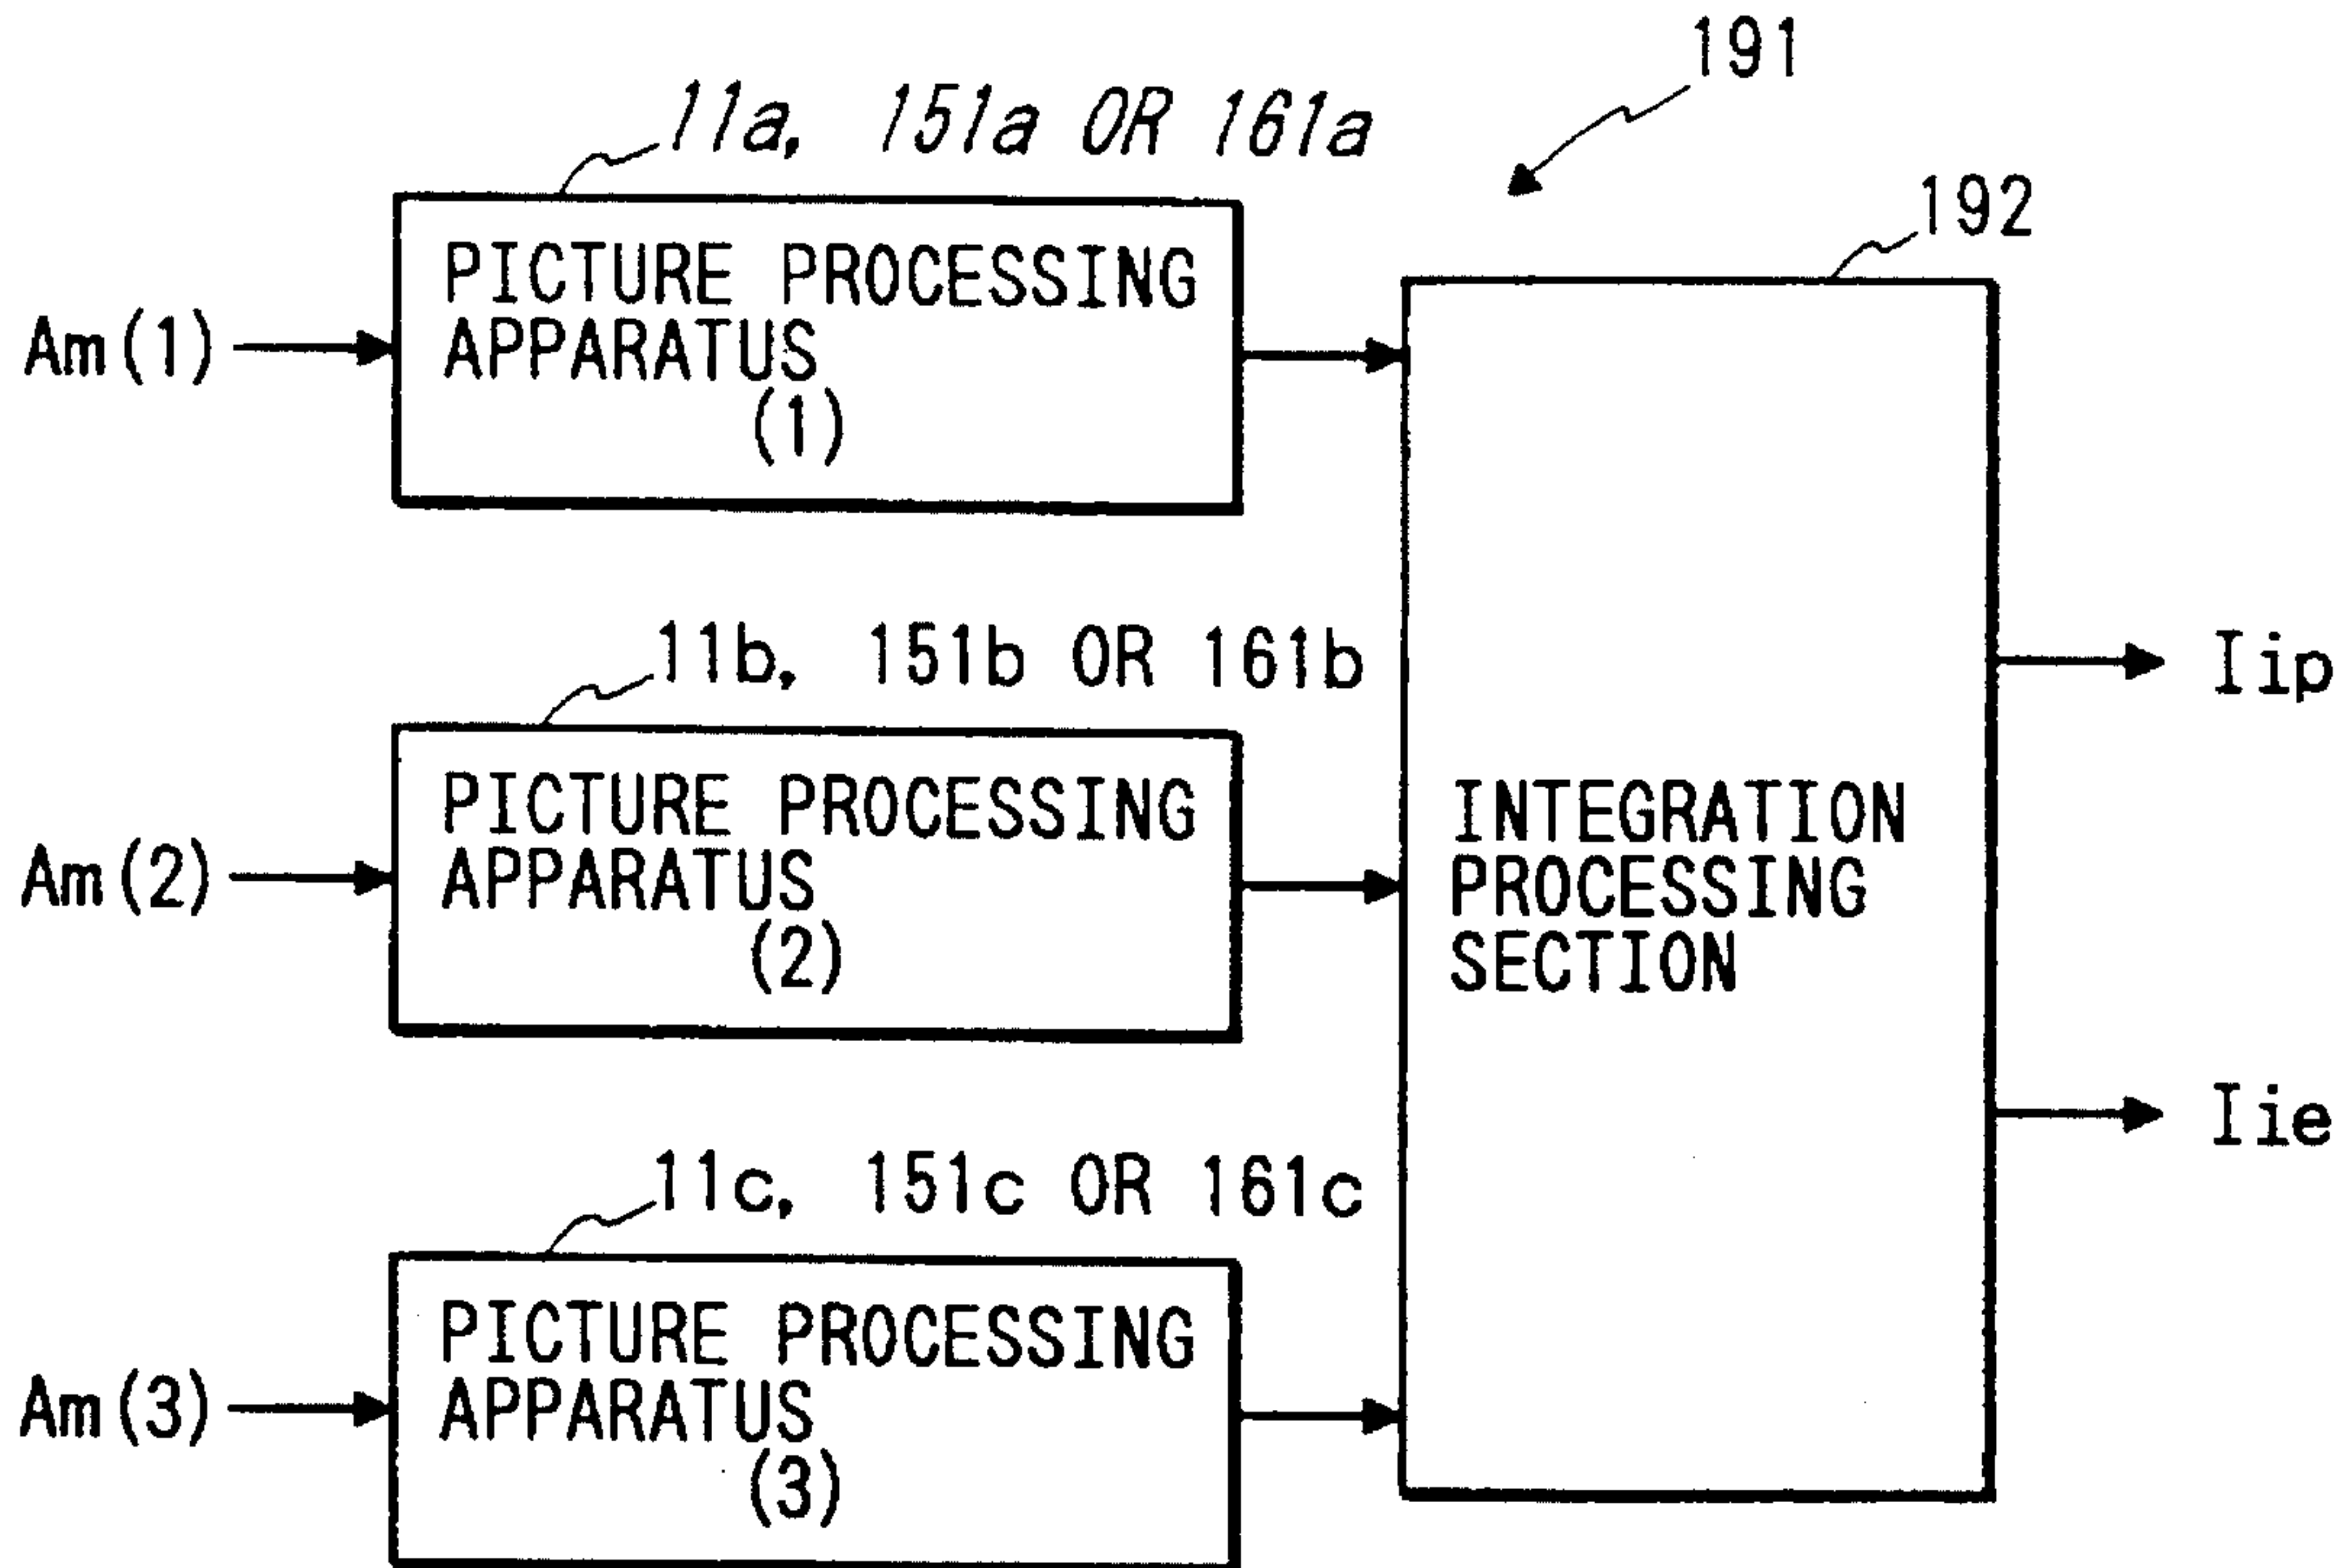 191
11a, 151a OR 161a
192
PICTURE PROCESSING
APPARATUS
(1)
Am(1)
11b, 151b OR 161b
PICTURE PROCESSING
APPARATUS
(2)
Am(2)
11c, 151c OR 161c
PICTURE PROCESSING
APPARATUS
(3)
Am(3)
INTEGRATION
PROCESSING
SECTION
Iip
Iie